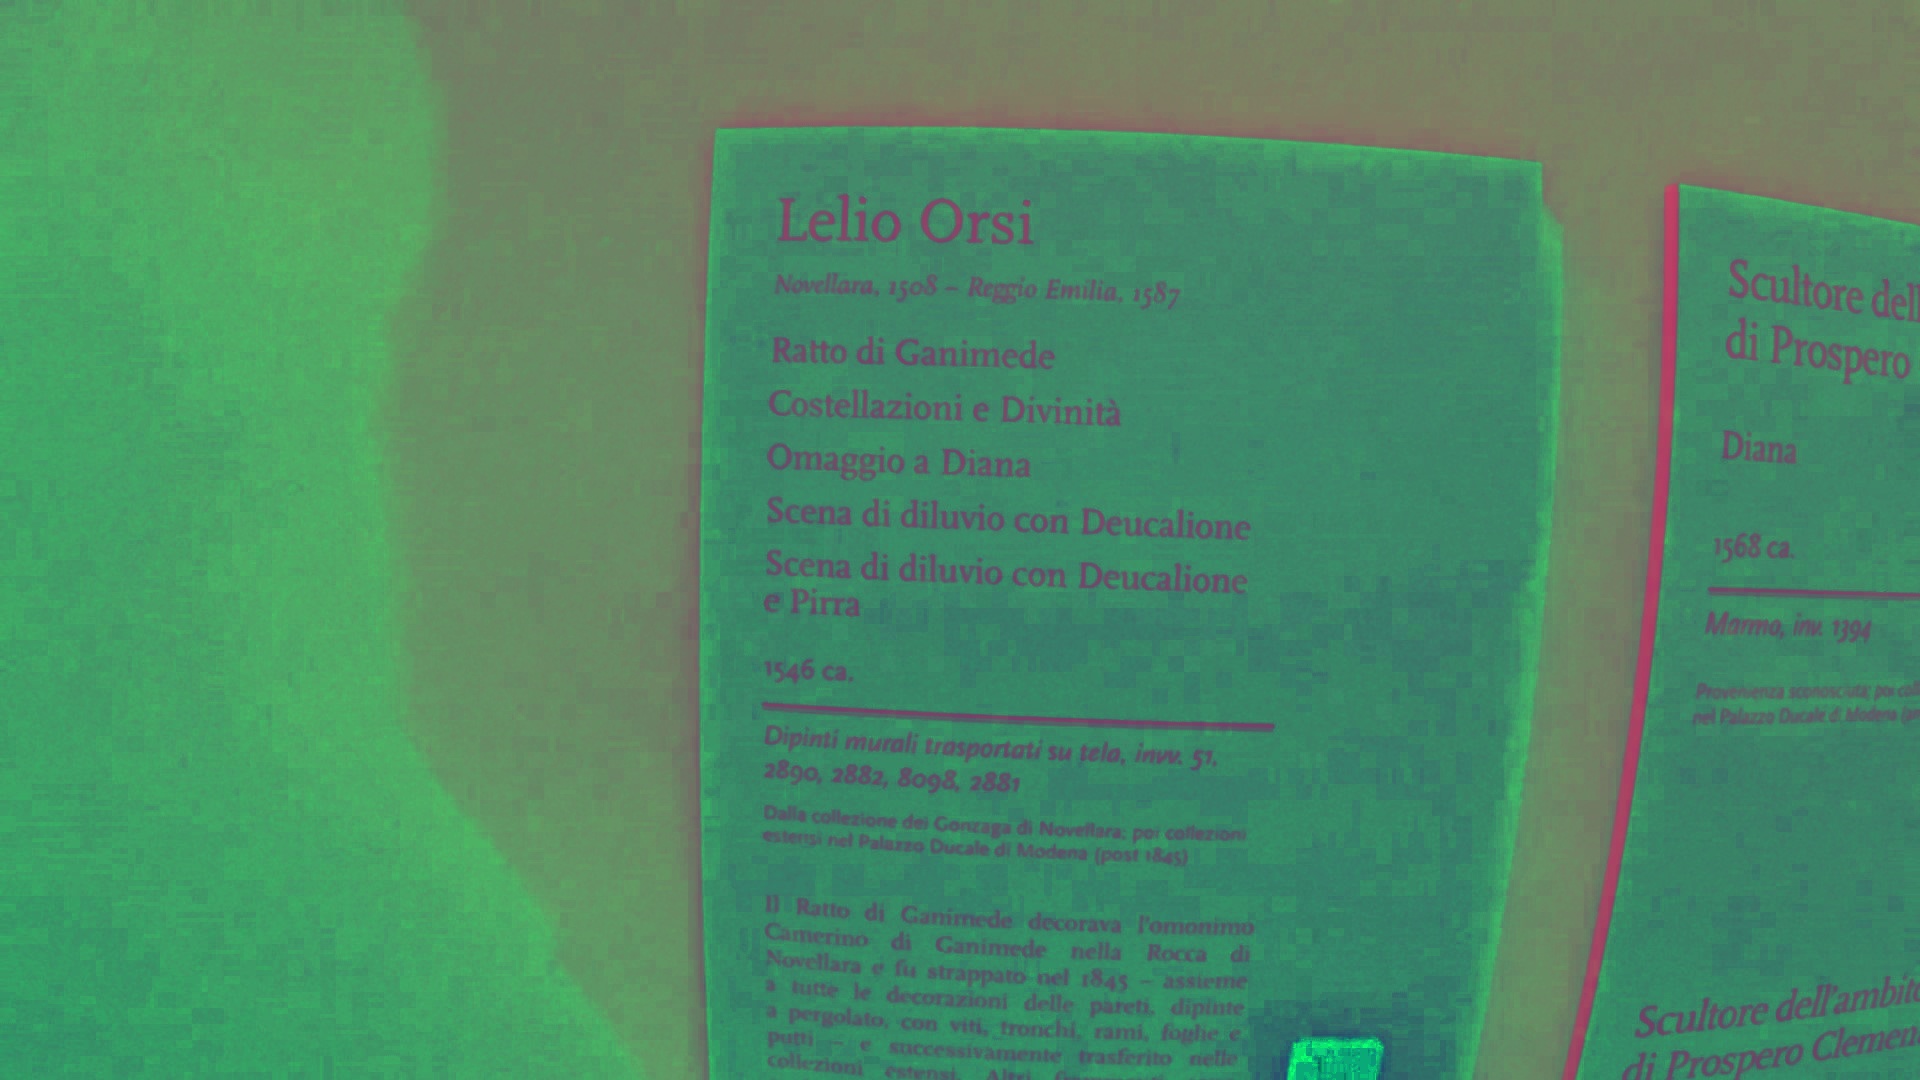 Lelio Orsi
Novellara, 1508 – Reggio Emilia, 1587
Ratto di Ganimede
Costellazioni e Divinità
Omaggio a Diana
Scena di diluvio con Deucalione
Scena di diluvio con Deucalione
e Pirra
1546 ca.
Dipinti murali trasportati su tela, invv. 51,
2890, 2882, 8098, 2881
Dalla collezione dei Gonzaga di Novellara; poi collezioni
estensi nel Palazzo Ducale di Modena (post 1845)
Il Ratto di Ganimede decorava l'omonimo
Camerino di Ganimede nella Rocca di
Novellara e fu strappato nel 1845 – assieme
a tutte le decorazioni delle pareti, dipinte
a pergolato, con viti, tronchi, rami, foglie e
putti – e successivamente trasferito nelle
collezioni estensi. Altri
Scultore
di Prospero
Diana
1568 ca.
Marmo, inv. 1394
Provenienza sconosciuta; poi
nel Palazzo Ducale di Modena
Scultore dell'ambito
di Prospero